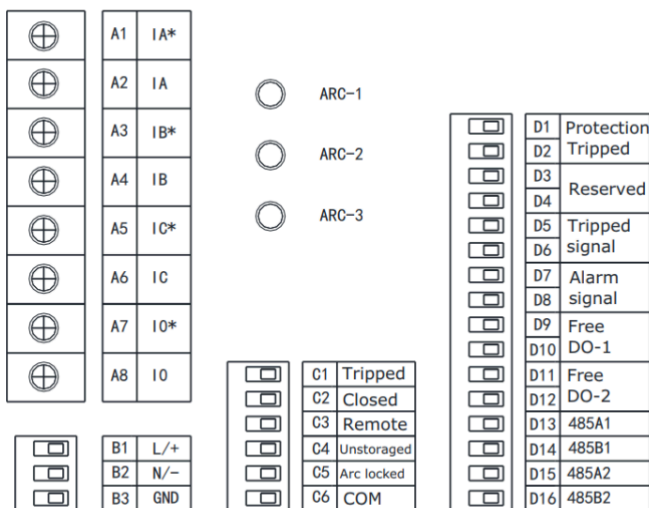 A1 IA*
A2 IA
A3 IB*
A4 IB
A5 IC*
A6 IC
A7 I0*
A8 I0
B1 L/+
B2 N/-
B3 GND
ARC-1
ARC-2
ARC-3
C1 Tripped
C2 Closed
C3 Remote
C4 Unstoraged
C5 Arc locked
C6 COM
D1 Protection
D2 Tripped
D3
Reserved
D4
D5 Tripped
D6 signal
D7 Alarm
D8 signal
D9 Free
D10 DO-1
D11 Free
D12 DO-2
D13 485A1
D14 485B1
D15 485A2
D16 485B2